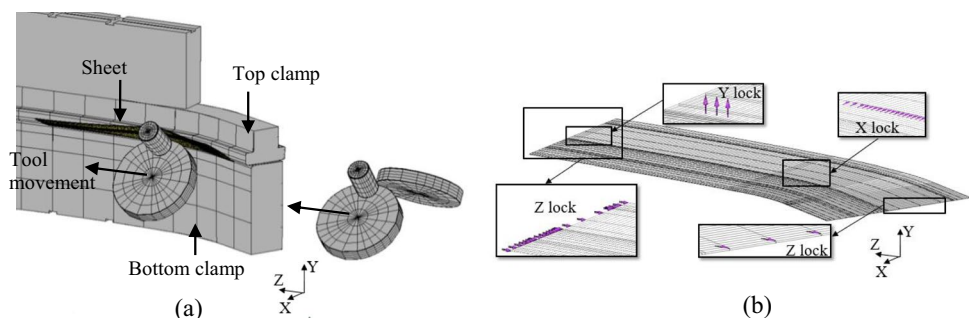 Sheet
Top clamp
Tool
movement
Bottom clamp
Y
Z
X
(a)
Y lock
X lock
Z lock
Z lock
Y
Z
X
(b)